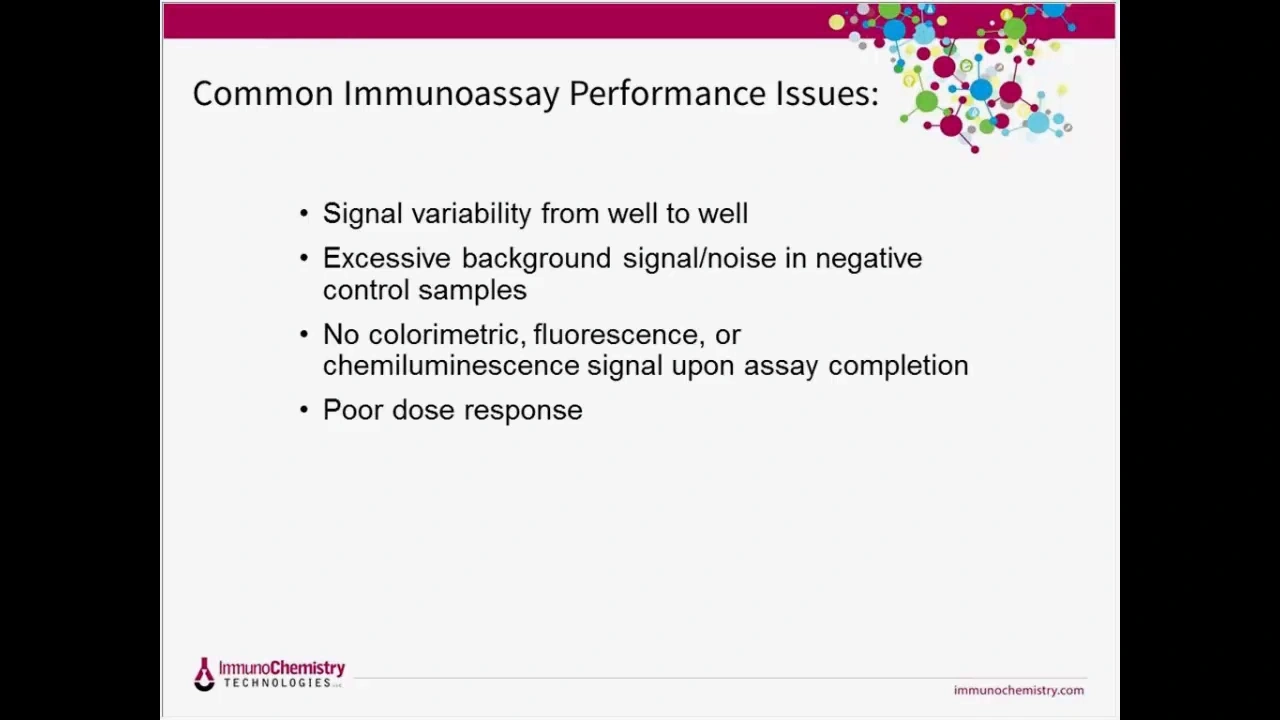 Common Immunoassay Performance Issues:
• Signal variability from well to well
• Excessive background signal/noise in negative
control samples
• No colorimetric, fluorescence, or
chemiluminescence signal upon assay completion
• Poor dose response
ImmunoChemistry
TECHNOLOGIES
immunochemistry.com